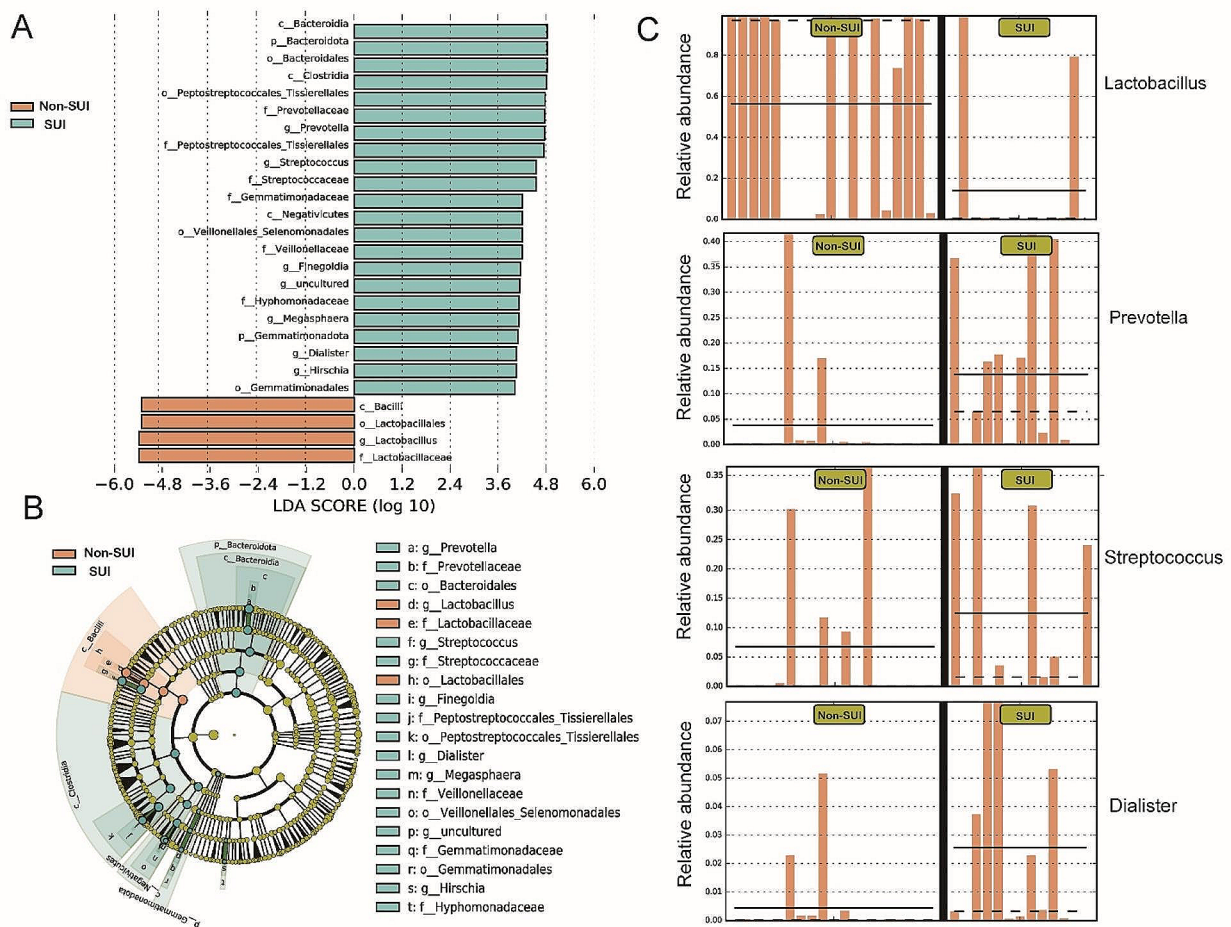 A
Non-SUI
SUI
c__Bacteroidia
p__Bacteroidota
o__Bacteroidales
c__Clostridia
o__Peptostreptococcales_Tissierellales
f__Prevotellaceae
g__Prevotella
f__Peptostreptococcales_Tissierellales
g__Streptococcus
f__Streptococcaceae
f__Gemmatimonadaceae
c__Negativicutes
o__Veillonellales_Selenomonadales
f__Veillonellaceae
g__Finegoldia
g__uncultured
f__Hyphomonadaceae
g__Megasphaera
p__Gemmatimonadota
g__Dialister
g__Hirschia
o__Gemmatimonadales
c__Bacilli
o__Lactobacillales
g__Lactobacillus
f__Lactobacillaceae
−6.0 −4.8 −3.6 −2.4 −1.2 0.0 1.2 2.4 3.6 4.8 6.0
LDA SCORE (log 10)
B
Non-SUI
SUI
p__Bacteroidota
c__Bacteroidia
c
b
a
c__Bacilli
h
e
d
g
c__Clostridia
k
j
c__Negativicutes
o
n
p__Gemmatimonadota
r
q
p
t
s
a: g__Prevotella
b: f__Prevotellaceae
c: o__Bacteroidales
d: g__Lactobacillus
e: f__Lactobacillaceae
f: g__Streptococcus
g: f__Streptococcaceae
h: o__Lactobacillales
i: g__Finegoldia
j: f__Peptostreptococcales_Tissierellales
k: o__Peptostreptococcales_Tissierellales
l: g__Dialister
m: g__Megasphaera
n: f__Veillonellaceae
o: o__Veillonellales_Selenomonadales
p: g__uncultured
q: f__Gemmatimonadaceae
r: o__Gemmatimonadales
s: g__Hirschia
t: f__Hyphomonadaceae
C
Relative abundance
0.8
0.6
0.4
0.2
0.0
Non-SUI
SUI
Lactobacillus
Relative abundance
0.40
0.35
0.30
0.25
0.20
0.15
0.10
0.05
0.00
Non-SUI
SUI
Prevotella
Relative abundance
0.35
0.30
0.25
0.20
0.15
0.10
0.05
0.00
Non-SUI
SUI
Streptococcus
Relative abundance
0.07
0.06
0.05
0.04
0.03
0.02
0.01
0.00
Non-SUI
SUI
Dialister